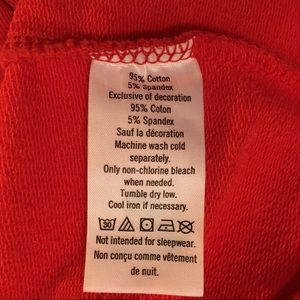 95% Cotton
5% Spandex
Exclusive of decoration
95% Coton
5% Spandex
Sauf la décoration
Machine wash cold
separately.
Only non-chlorine bleach
when needed.
Tumble dry low.
Cool iron if necessary.
30
Not intended for sleepwear.
Non conçu comme vêtement
de nuit.